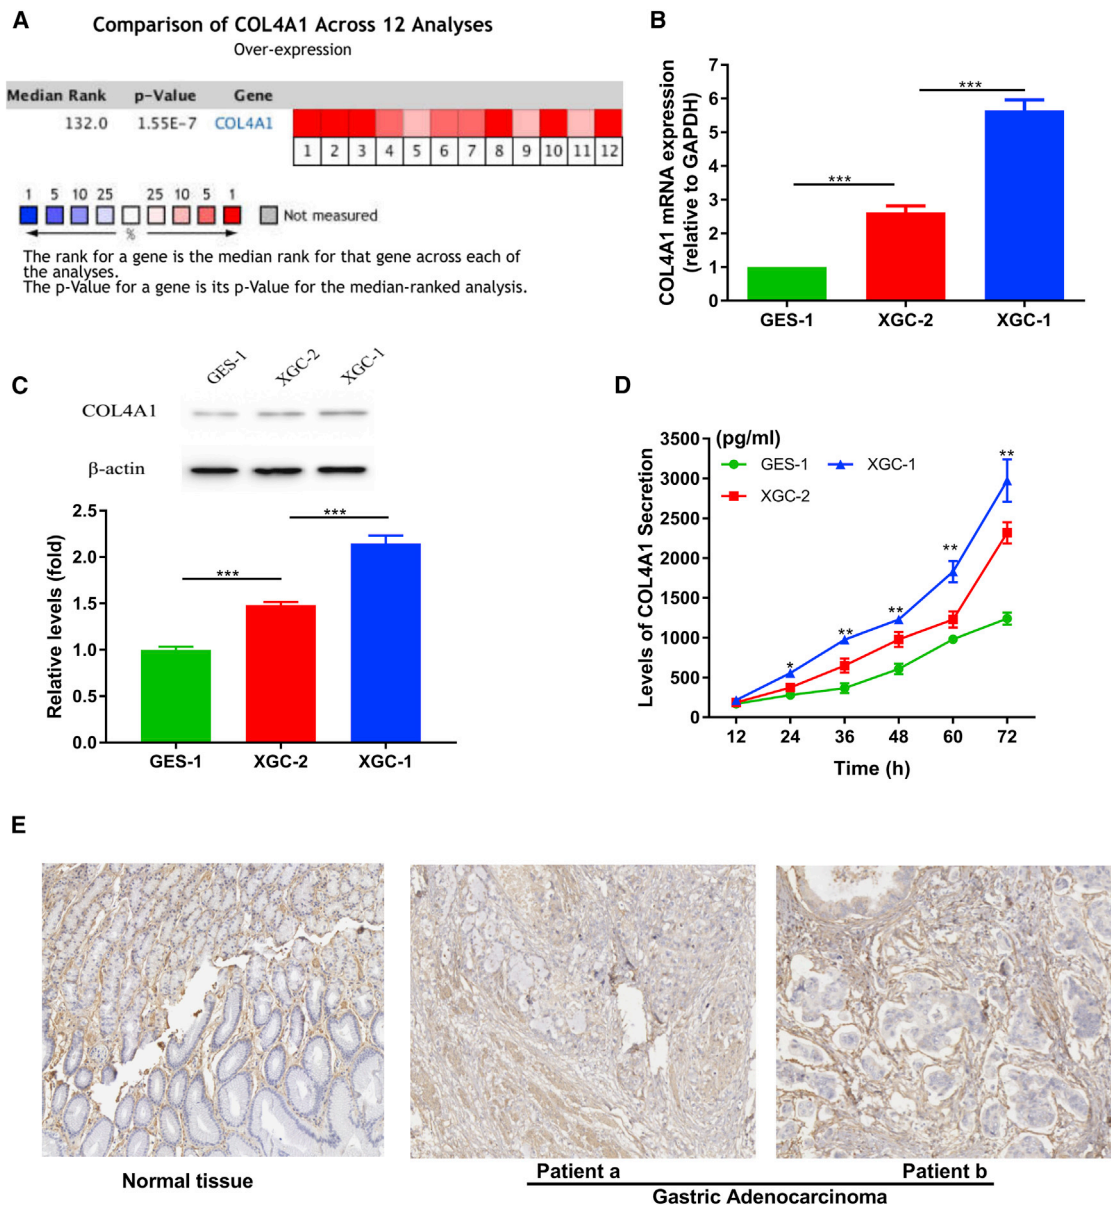 A
Comparison of COL4A1 Across 12 Analyses
Over-expression
Median Rank p-Value Gene
132.0 1.55E-7 COL4A1
1 2 3 4 5 6 7 8 9 10 11 12
1 5 10 25 25 10 5 1
Not measured
%
The rank for a gene is the median rank for that gene across each of
the analyses.
The p-Value for a gene is its p-Value for the median-ranked analysis.
B
COL4A1 mRNA expression
(relative to GAPDH)
7
6
5
4
3
2
1
0
***
***
GES-1 XGC-2 XGC-1
C
GES-1 XGC-2 XGC-1
COL4A1
β-actin
Relative levels (fold)
2.5
2.0
1.5
1.0
0.5
0.0
***
***
GES-1 XGC-2 XGC-1
D
Levels of COL4A1 Secretion
(pg/ml)
3500
3000
2500
2000
1500
1000
500
0
GES-1 XGC-1
XGC-2
*
**
**
**
**
12 24 36 48 60 72
Time (h)
E
Normal tissue
Patient a Patient b
Gastric Adenocarcinoma